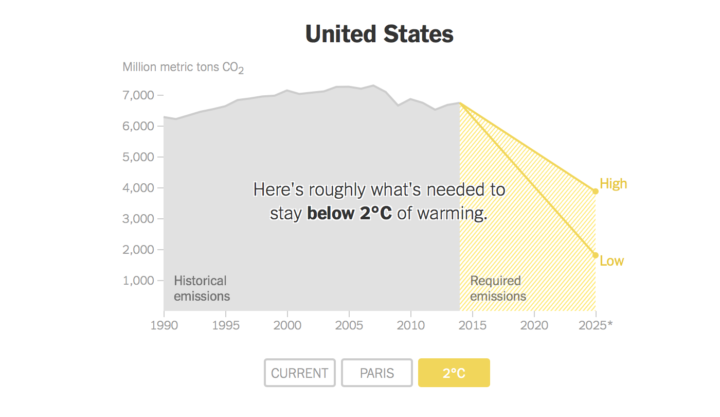 United States
Million metric tons CO₂
7,000
6,000
5,000
4,000
3,000
2,000
1,000
Here's roughly what's needed to
stay below 2°C of warming.
High
Low
Historical
emissions
Required
emissions
1990 1995 2000 2005 2010 2015 2020 2025*
CURRENT PARIS 2°C